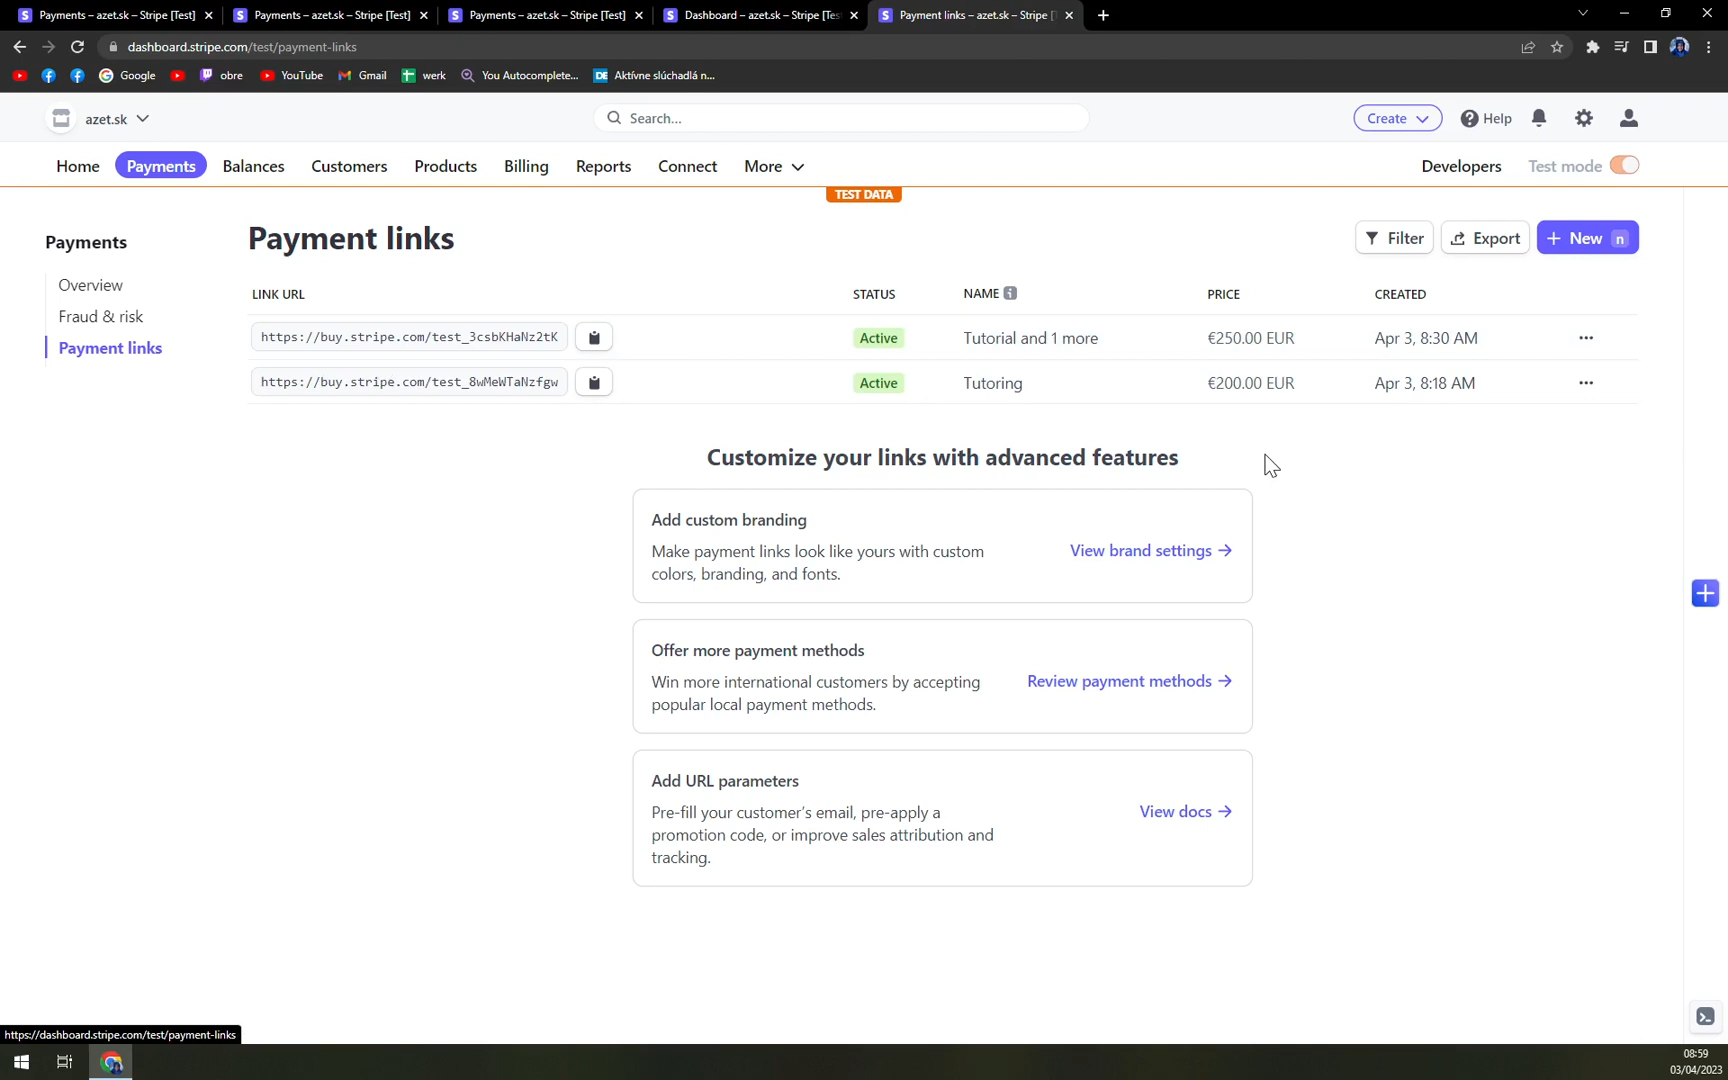 Payments – azet.sk – Stripe [Test]
Payments – azet.sk – Stripe [Test]
Payments – azet.sk – Stripe [Test]
Dashboard – azet.sk – Stripe [Tes
Payment links – azet.sk – Stripe [
dashboard.stripe.com/test/payment-links
Google
obre
YouTube
Gmail
werk
You Autocomplete...
DE Aktívne slúchadlá n...
azet.sk
Search...
Create
Help
Home
Payments
Balances
Customers
Products
Billing
Reports
Connect
More
Developers
Test mode
TEST DATA
Payments
Overview
Fraud & risk
Payment links
Payment links
Filter
Export
+ New n
LINK URL STATUS NAME i PRICE CREATED
https://buy.stripe.com/test_3csbKHaNz2tK Active Tutorial and 1 more €250.00 EUR Apr 3, 8:30 AM ...
https://buy.stripe.com/test_8wMeWTaNzfgw Active Tutoring €200.00 EUR Apr 3, 8:18 AM ...
Customize your links with advanced features
Add custom branding
Make payment links look like yours with custom
colors, branding, and fonts.
View brand settings →
Offer more payment methods
Win more international customers by accepting
popular local payment methods.
Review payment methods →
Add URL parameters
Pre-fill your customer's email, pre-apply a
promotion code, or improve sales attribution and
tracking.
View docs →
https://dashboard.stripe.com/test/payment-links
08:59
03/04/2023